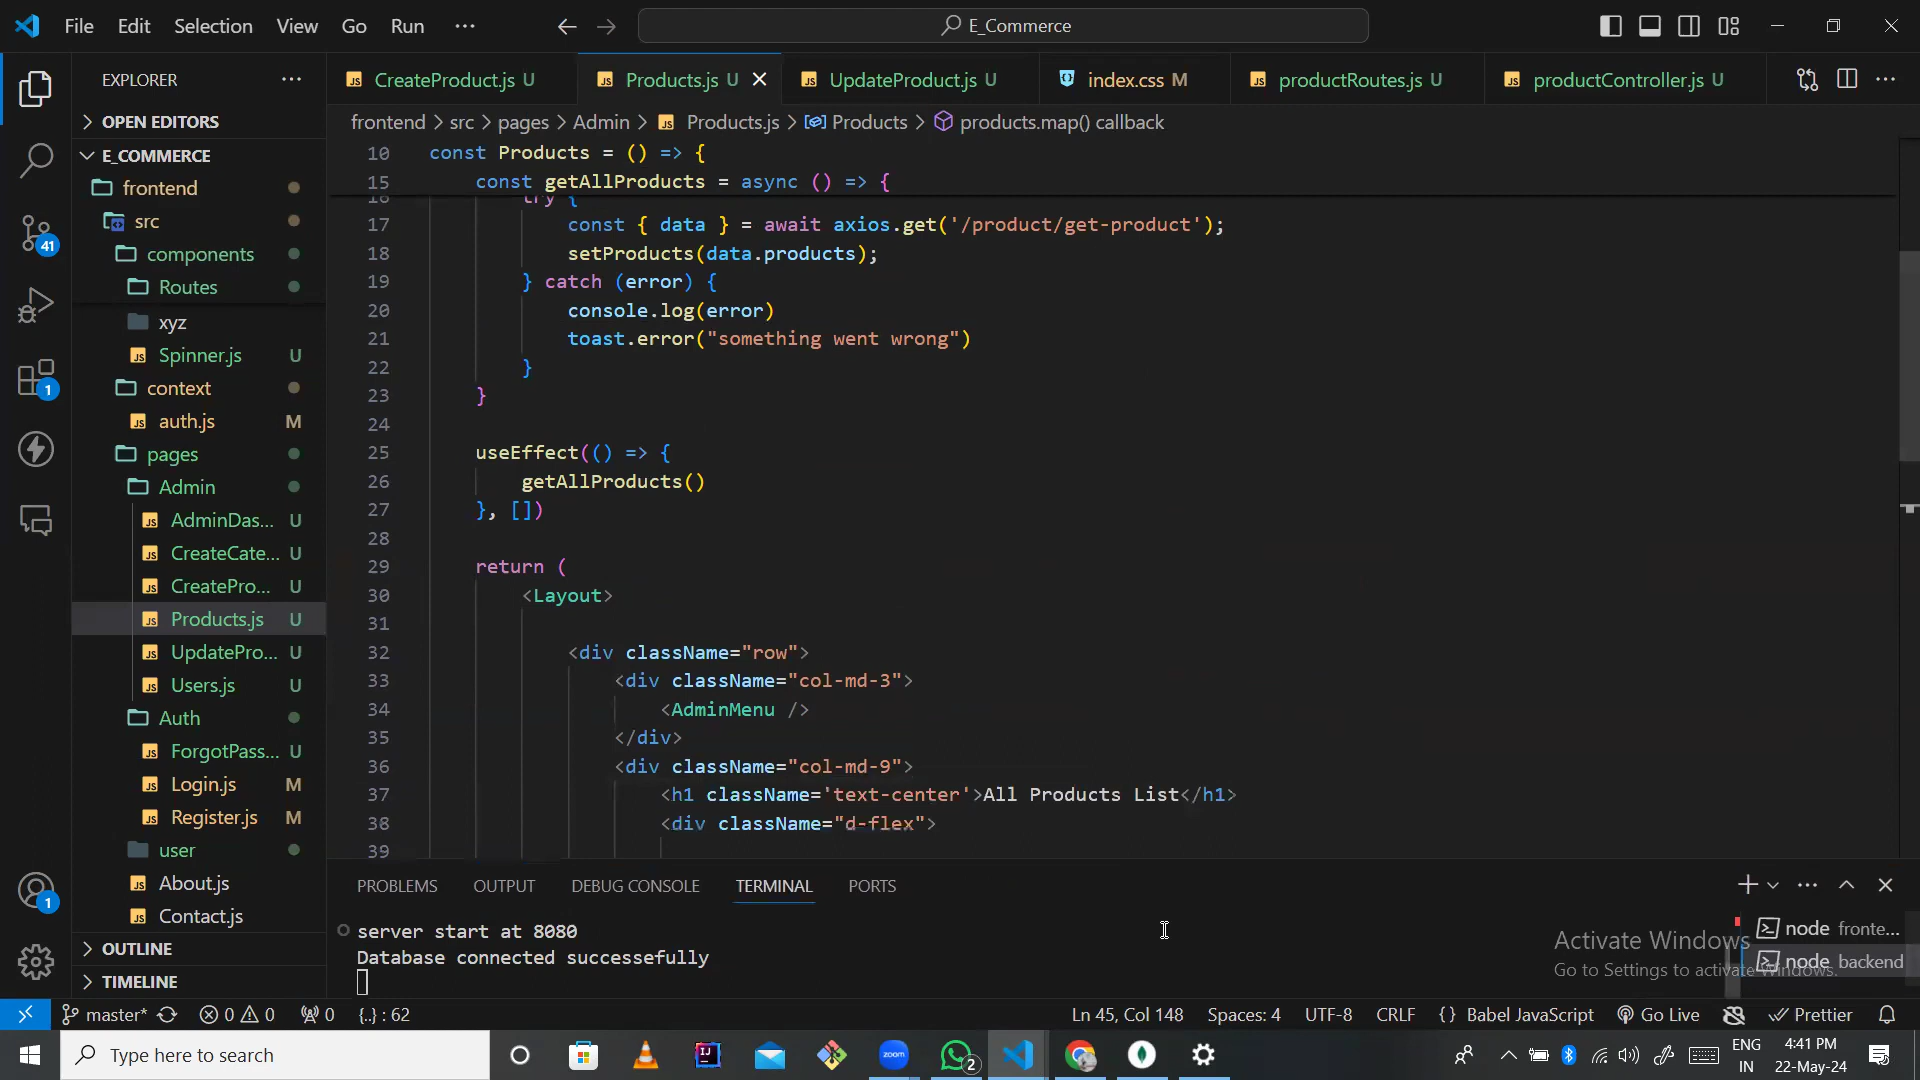 File Edit Selection View Go Run ··· E_Commerce
EXPLORER
OPEN EDITORS
E_COMMERCE
frontend
src
components
Routes
xyz
Spinner.js U
context
auth.js M
pages
Admin
AdminDas... U
CreateCate... U
CreatePro... U
Products.js U
UpdatePro... U
Users.js U
Auth
ForgotPass... U
Login.js M
Register.js M
user
About.js
Contact.js
OUTLINE
TIMELINE
41
1
1
CreateProduct.js U Products.js U UpdateProduct.js U index.css M productRoutes.js U productController.js U
frontend > src > pages > Admin > Products.js > Products > products.map() callback
10 const Products = () => {
15 const getAllProducts = async () => {
16 try {
17 const { data } = await axios.get('/product/get-product');
18 setProducts(data.products);
19 } catch (error) {
20 console.log(error)
21 toast.error("something went wrong")
22 }
23 }
24
25 useEffect(() => {
26 getAllProducts()
27 }, [])
28
29 return (
30 <Layout>
31
32 <div className="row">
33 <div className="col-md-3">
34 <AdminMenu />
35 </div>
36 <div className="col-md-9">
37 <h1 className='text-center'>All Products List</h1>
38 <div className="d-flex">
39
PROBLEMS OUTPUT DEBUG CONSOLE TERMINAL PORTS
server start at 8080
Database connected successefully
node fronte...
node backend
Activate Windows
Go to Settings to activate Windows.
master* 0 0 0 {..} : 62 Ln 45, Col 148 Spaces: 4 UTF-8 CRLF {} Babel JavaScript Go Live Prettier
Type here to search
zoom
2
ENG
IN
4:41 PM
22-May-24